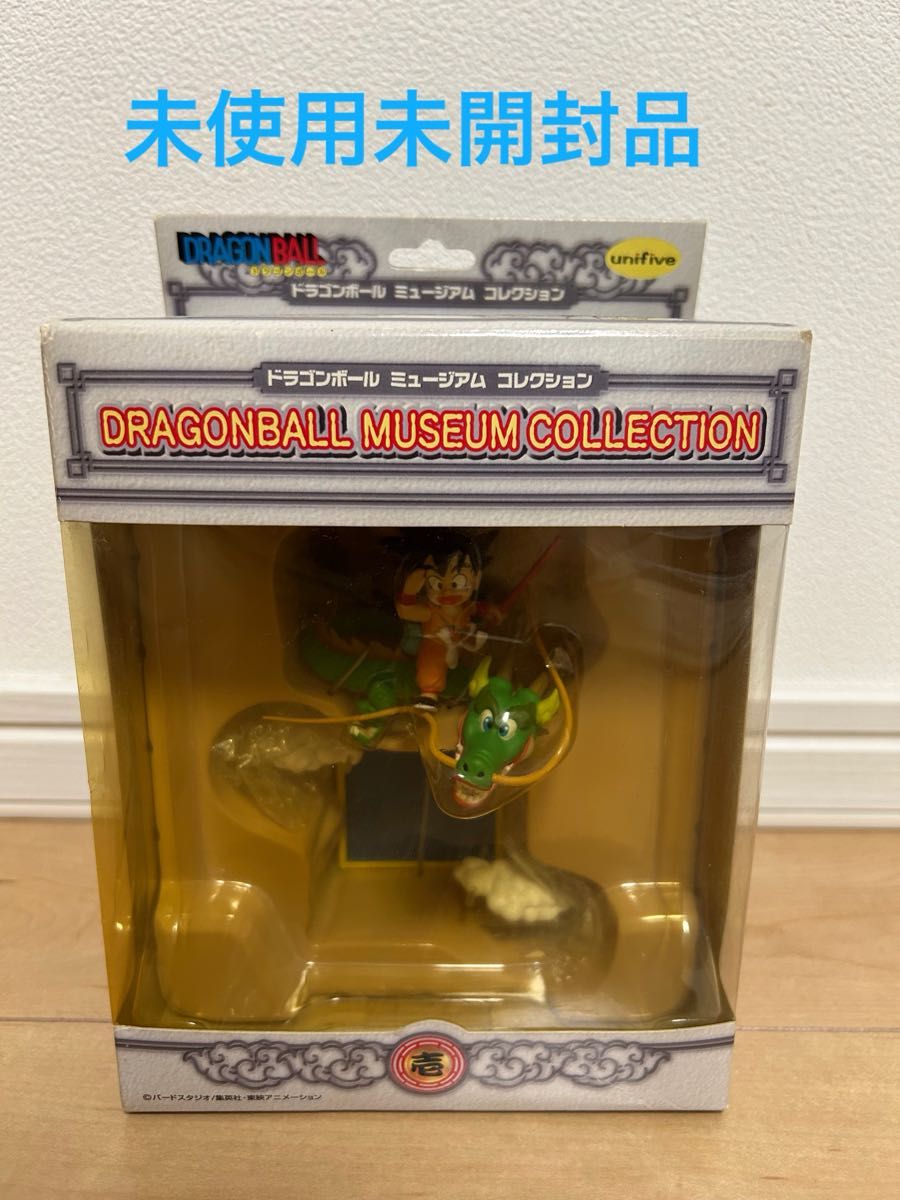 未使用未開封品
DRAGONBALL
ドラゴンボール
unifive
ドラゴンボール ミュージアム コレクション
ドラゴンボール ミュージアム コレクション
DRAGONBALL MUSEUM COLLECTION
壱
©バードスタジオ/集英社・東映アニメーション